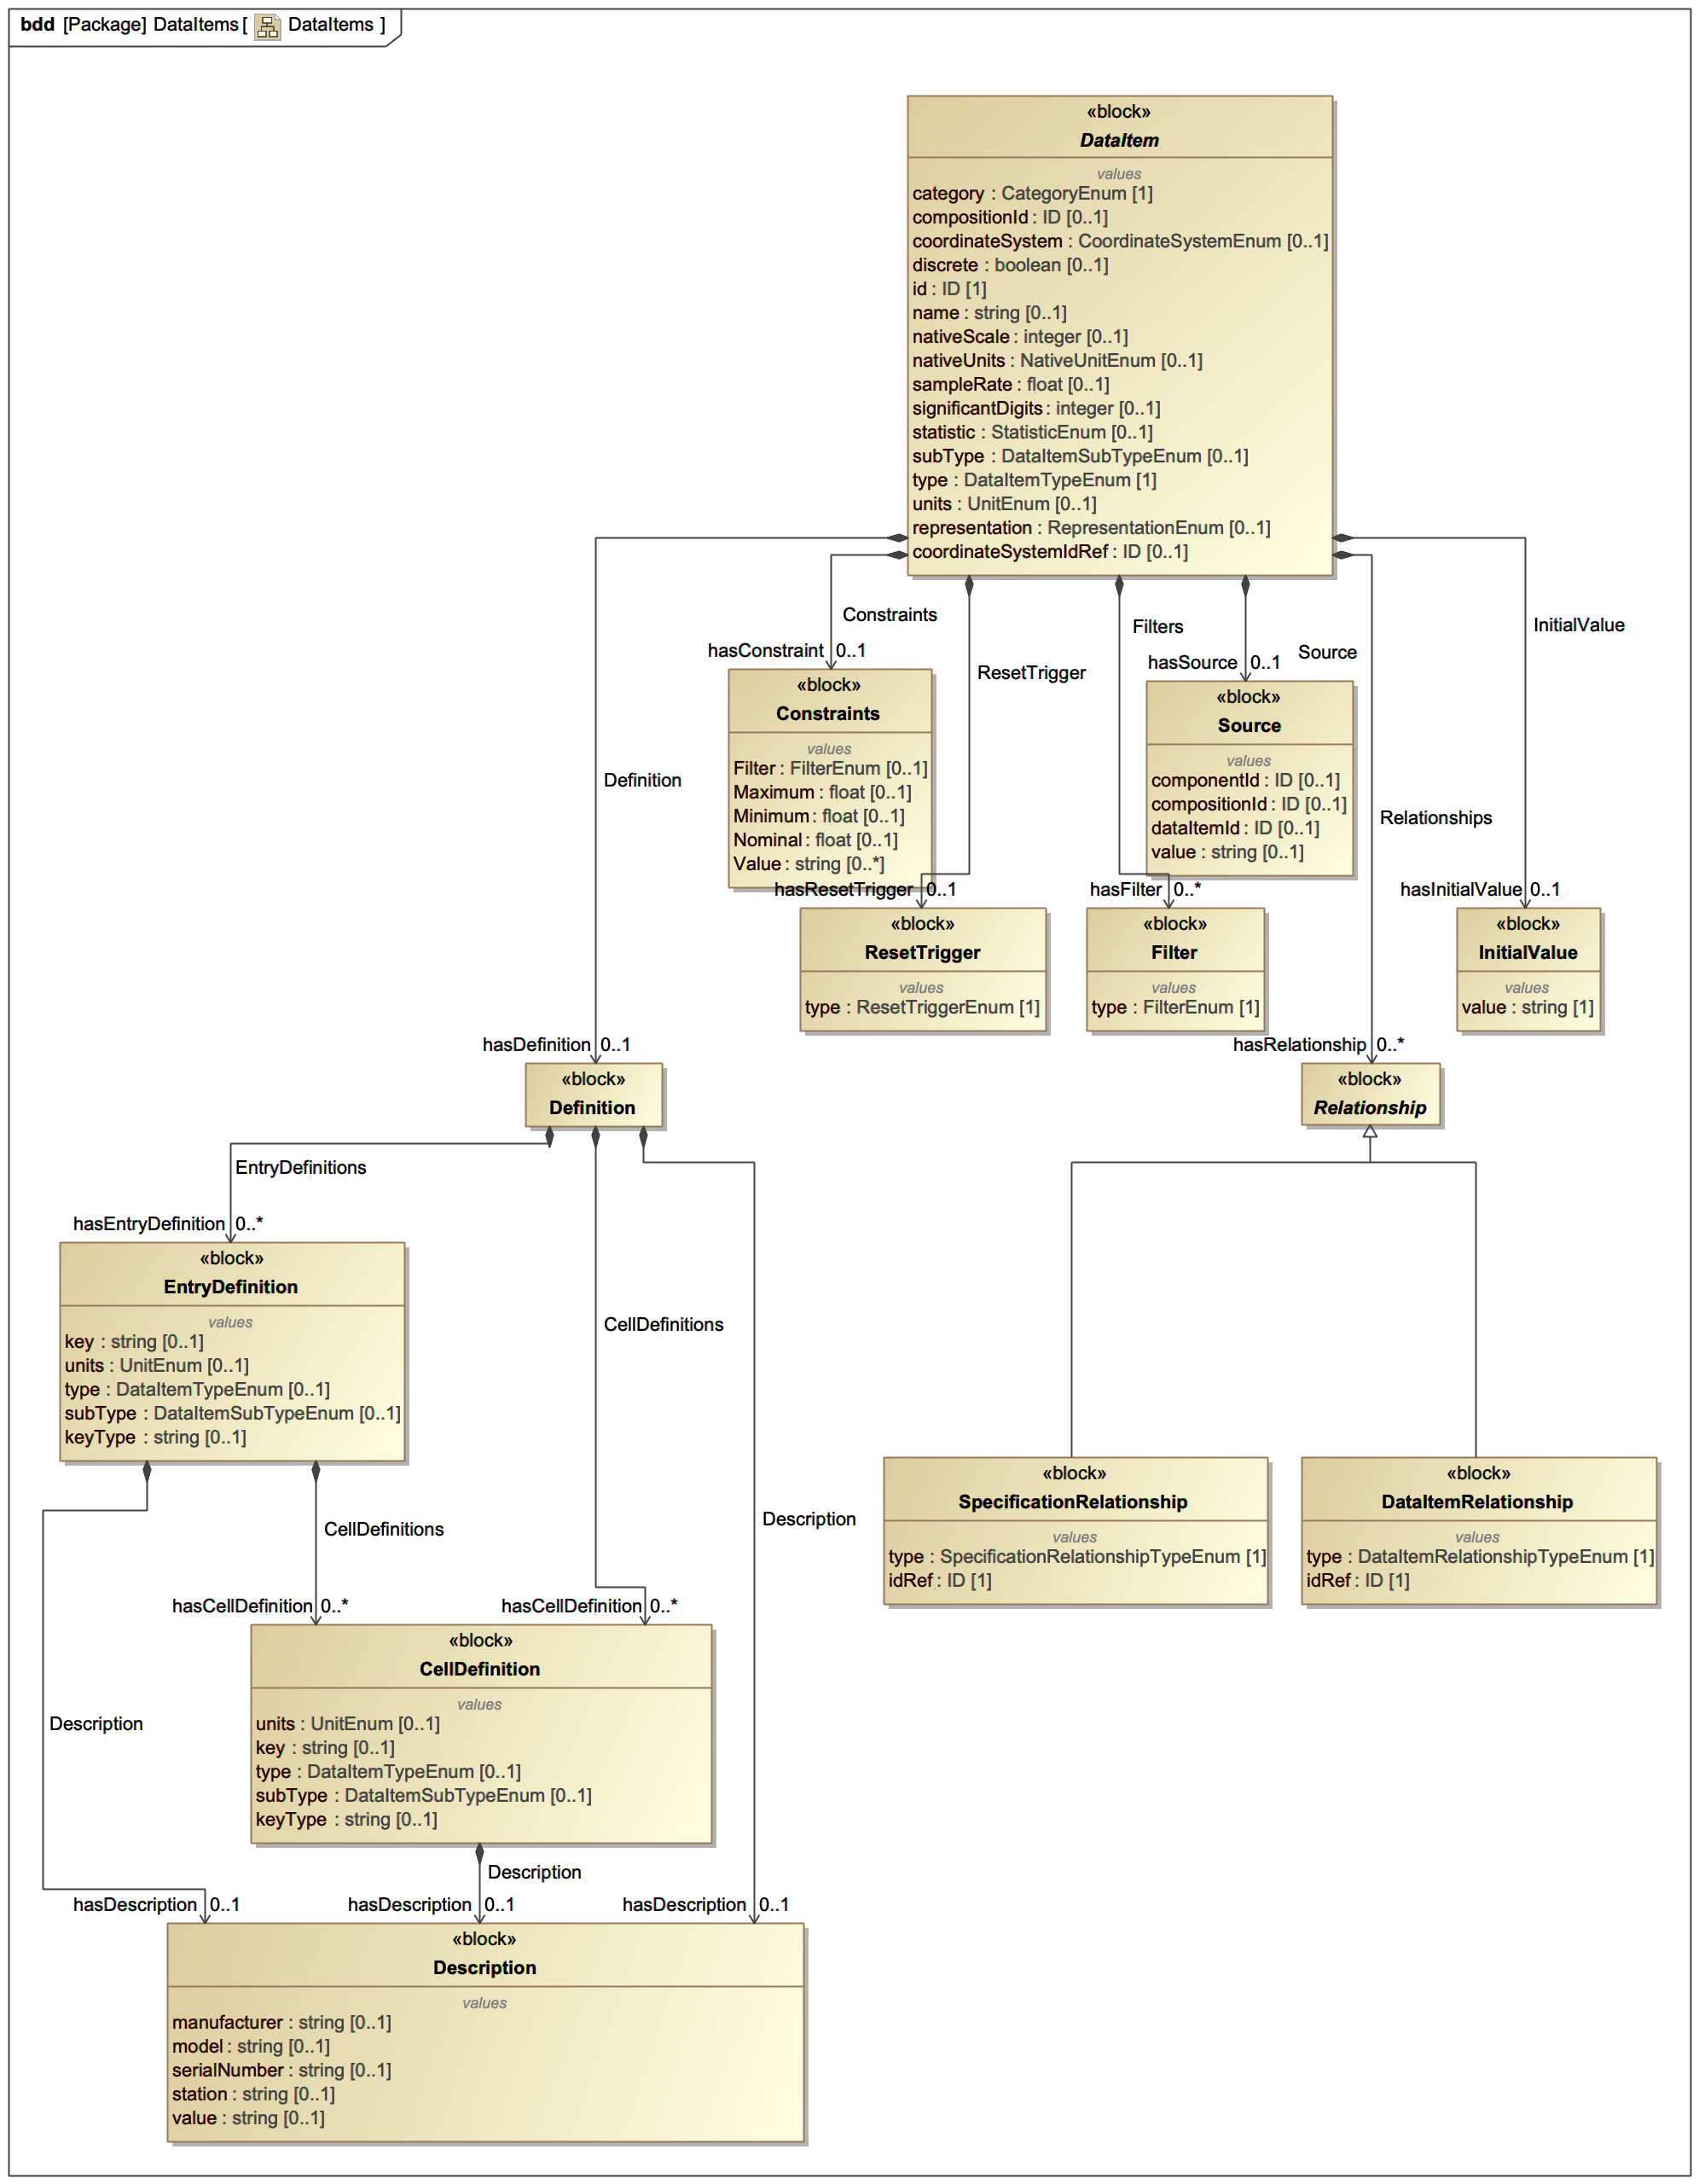 bdd [Package] DataItems [ DataItems ]
«block»
DataItem
values
category : CategoryEnum [1]
compositionId : ID [0..1]
coordinateSystem : CoordinateSystemEnum [0..1]
discrete : boolean [0..1]
id : ID [1]
name : string [0..1]
nativeScale : integer [0..1]
nativeUnits : NativeUnitEnum [0..1]
sampleRate : float [0..1]
significantDigits : integer [0..1]
statistic : StatisticEnum [0..1]
subType : DataItemSubTypeEnum [0..1]
type : DataItemTypeEnum [1]
units : UnitEnum [0..1]
representation : RepresentationEnum [0..1]
coordinateSystemIdRef : ID [0..1]
Constraints
hasConstraint 0..1
«block»
Constraints
values
Filter : FilterEnum [0..1]
Maximum : float [0..1]
Minimum : float [0..1]
Nominal : float [0..1]
Value : string [0..*]
ResetTrigger
hasResetTrigger 0..1
«block»
ResetTrigger
values
type : ResetTriggerEnum [1]
Filters
hasFilter 0..*
«block»
Filter
values
type : FilterEnum [1]
Source
hasSource 0..1
«block»
Source
values
componentId : ID [0..1]
compositionId : ID [0..1]
dataItemId : ID [0..1]
value : string [0..1]
InitialValue
hasInitialValue 0..1
«block»
InitialValue
values
value : string [1]
Relationships
hasRelationship 0..*
«block»
Relationship
Definition
hasDefinition 0..1
«block»
Definition
EntryDefinitions
hasEntryDefinition 0..*
«block»
EntryDefinition
values
key : string [0..1]
units : UnitEnum [0..1]
type : DataItemTypeEnum [0..1]
subType : DataItemSubTypeEnum [0..1]
keyType : string [0..1]
CellDefinitions
CellDefinitions
hasCellDefinition 0..*
hasCellDefinition 0..*
«block»
CellDefinition
values
units : UnitEnum [0..1]
key : string [0..1]
type : DataItemTypeEnum [0..1]
subType : DataItemSubTypeEnum [0..1]
keyType : string [0..1]
«block»
SpecificationRelationship
values
type : SpecificationRelationshipTypeEnum [1]
idRef : ID [1]
«block»
DataItemRelationship
values
type : DataItemRelationshipTypeEnum [1]
idRef : ID [1]
Description
Description
Description
hasDescription 0..1
hasDescription 0..1
hasDescription 0..1
«block»
Description
values
manufacturer : string [0..1]
model : string [0..1]
serialNumber : string [0..1]
station : string [0..1]
value : string [0..1]